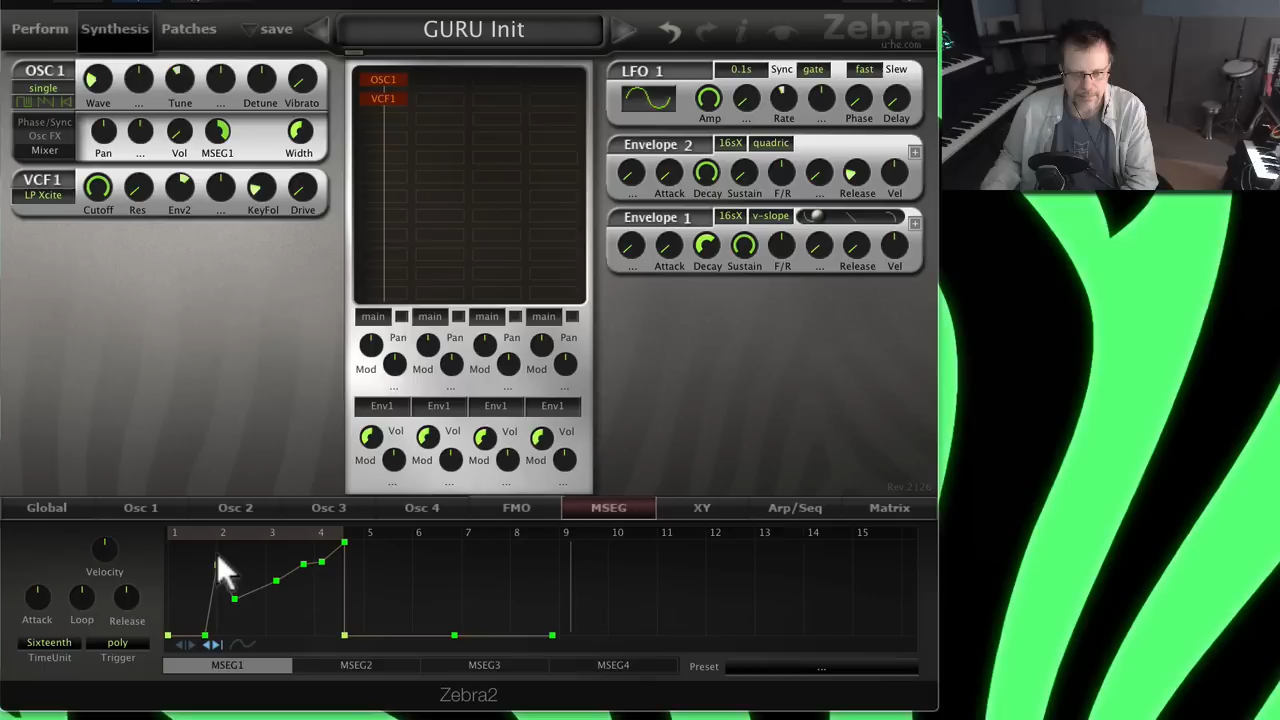 Perform Synthesis Patches save GURU Init Zebra
u-he.com
OSC 1
single
Wave ... Tune ... Detune Vibrato
Phase/Sync
Osc FX
Mixer
Pan ... Vol MSEG1 Width
VCF1
LP Xcite
Cutoff Res Env2 ... KeyFol Drive
OSC1
VCF1
main main main main
Pan Pan Pan Pan
Mod Mod Mod Mod
... ... ... ...
Env1 Env1 Env1 Env1
Vol Vol Vol Vol
Mod Mod Mod Mod
... ... ... ...
LFO 1 0.1s Sync gate fast Slew
Amp ... Rate ... Phase Delay
Envelope 2 16sX quadric
... Attack Decay Sustain F/R ... Release Vel
Envelope 1 16sX v-slope
... Attack Decay Sustain F/R ... Release Vel
Rev.2126
Global Osc 1 Osc 2 Osc 3 Osc 4 FMO MSEG XY Arp/Seq Matrix
1 2 3 4 5 6 7 8 9 10 11 12 13 14 15
Velocity
Attack Loop Release
Sixteenth poly
TimeUnit Trigger
MSEG1 MSEG2 MSEG3 MSEG4 Preset ...
Zebra2